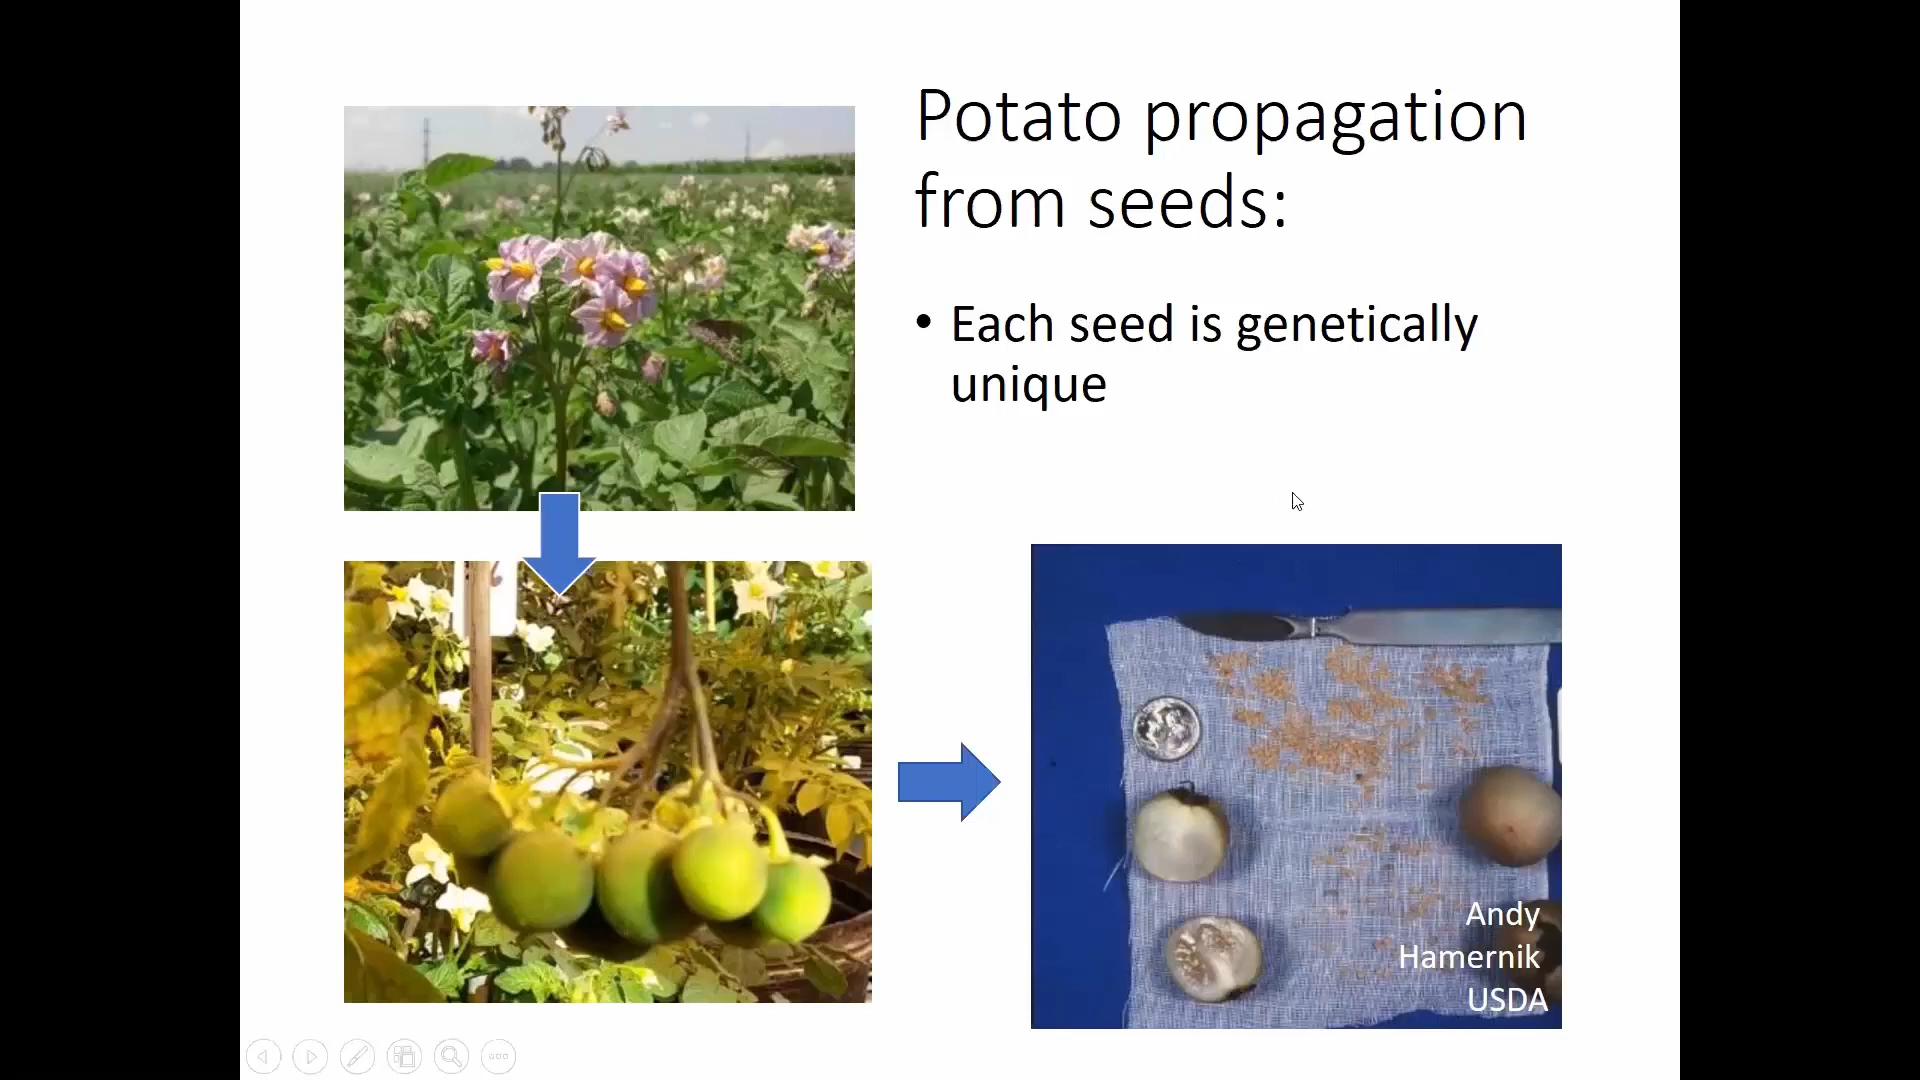 Potato propagation
from seeds:
• Each seed is genetically
unique
Andy
Hamernik
USDA